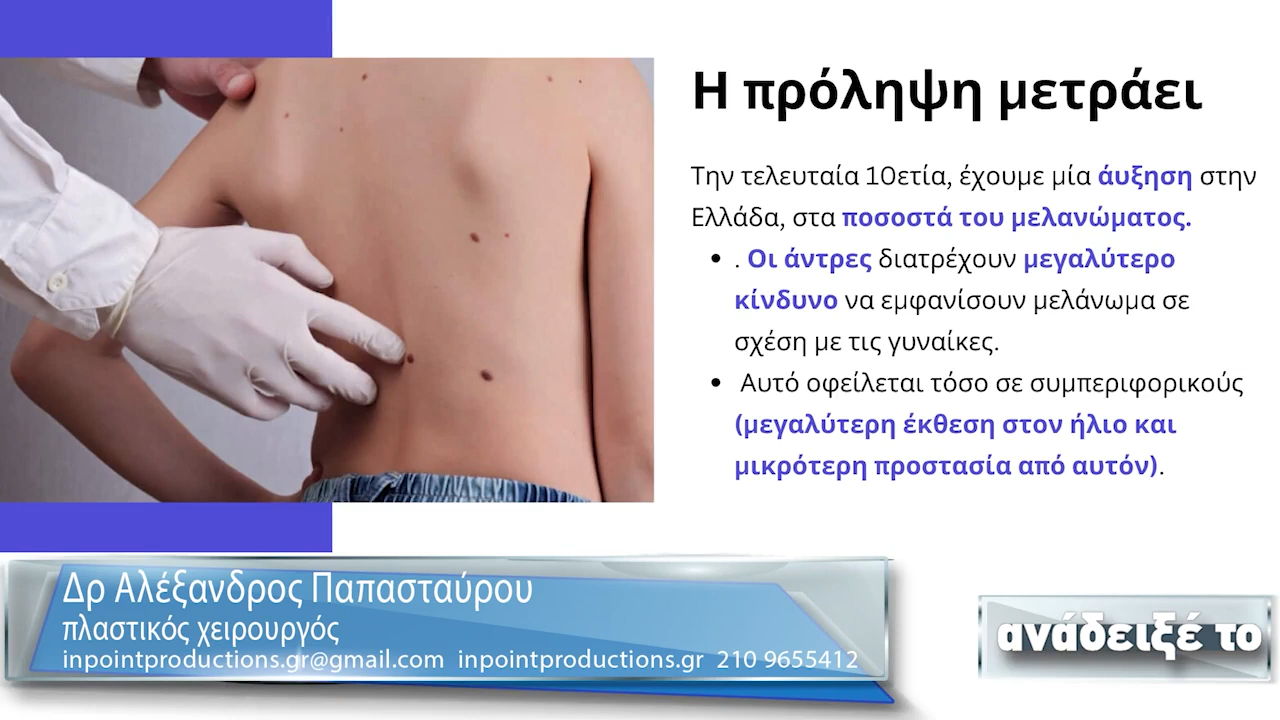 Η πρόληψη μετράει
Την τελευταία 10ετία, έχουμε μία άυξηση στην
Ελλάδα, στα ποσοστά του μελανώματος.
• . Οι άντρες διατρέχουν μεγαλύτερο
κίνδυνο να εμφανίσουν μελάνωμα σε
σχέση με τις γυναίκες.
• Αυτό οφείλεται τόσο σε συμπεριφορικούς
(μεγαλύτερη έκθεση στον ήλιο και
μικρότερη προστασία από αυτόν).
Δρ Αλέξανδρος Παπασταύρου
πλαστικός χειρουργός
inpointproductions.gr@gmail.com inpointproductions.gr 210 9655412
ανάδειξέ το